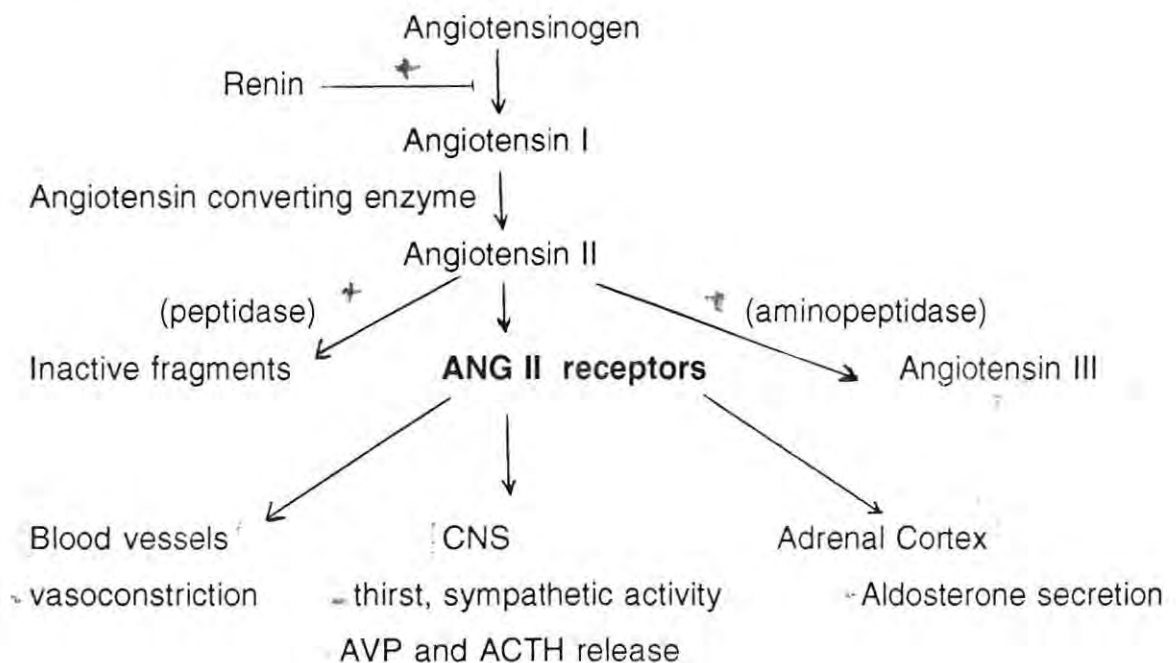 Angiotensinogen
+
Renin
Angiotensin I
Angiotensin converting enzyme
Angiotensin II
(peptidase) + + (aminopeptidase)
Inactive fragments ANG II receptors Angiotensin III
Blood vessels CNS Adrenal Cortex
- vasoconstriction - thirst, sympathetic activity - Aldosterone secretion
AVP and ACTH release